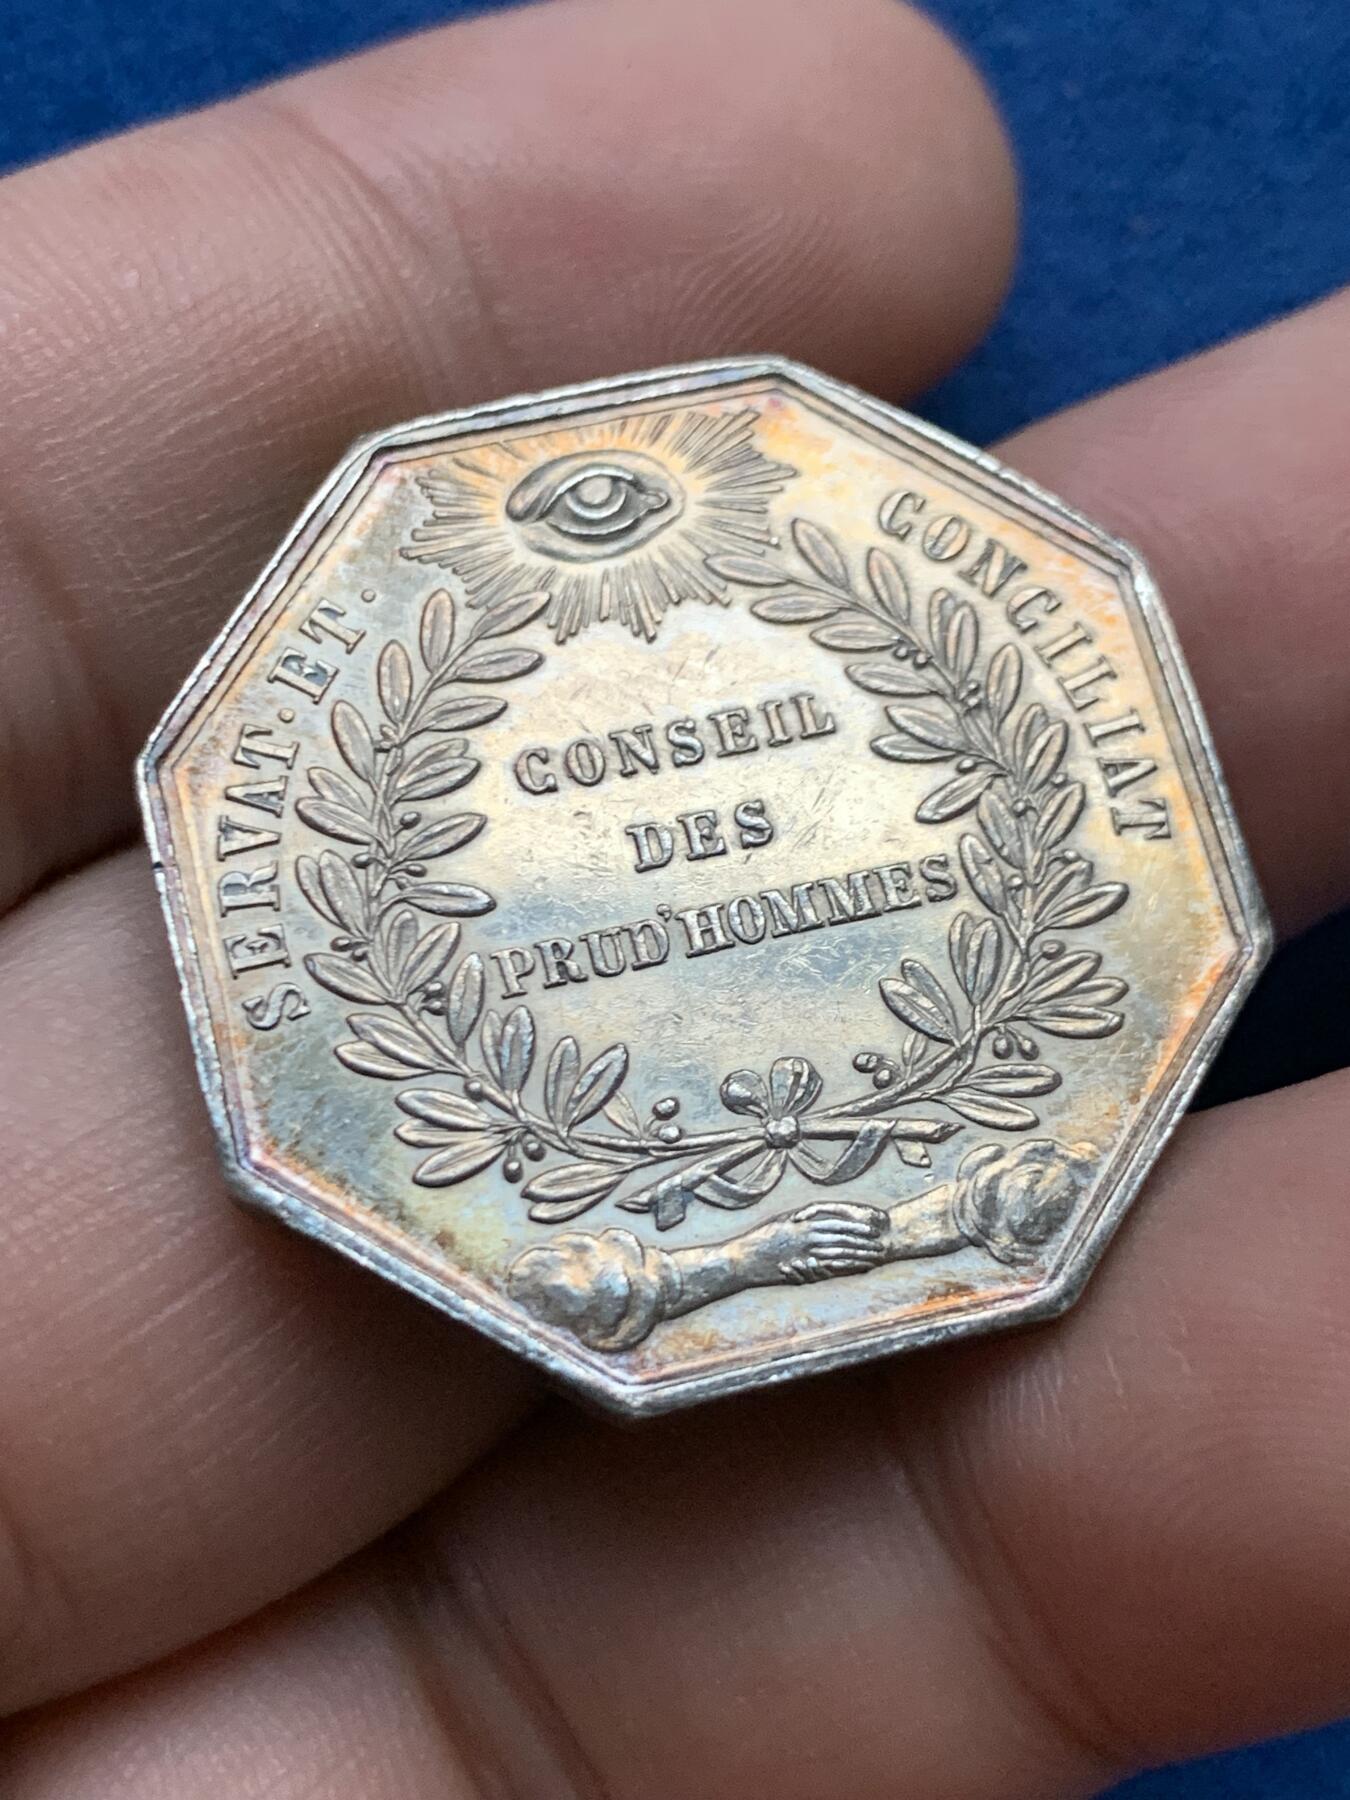 SERVAT. ET. CONCILIAT
CONSEIL
DES
PRUD'HOMMES